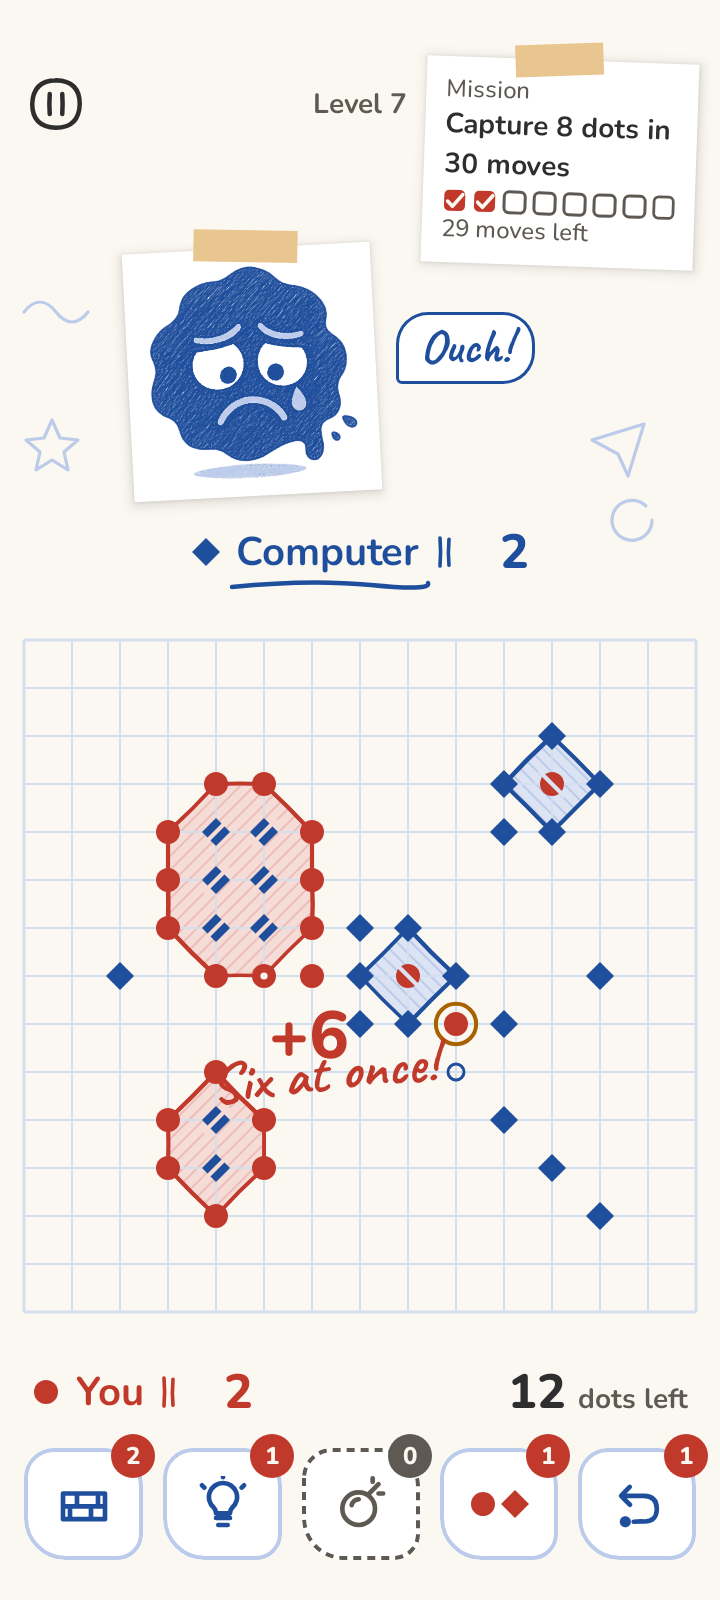 Level 7
Mission
Capture 8 dots in
30 moves
29 moves left
Ouch!
Computer 2
+6
Six at once!
You 2
12 dots left
2
1
0
1
1